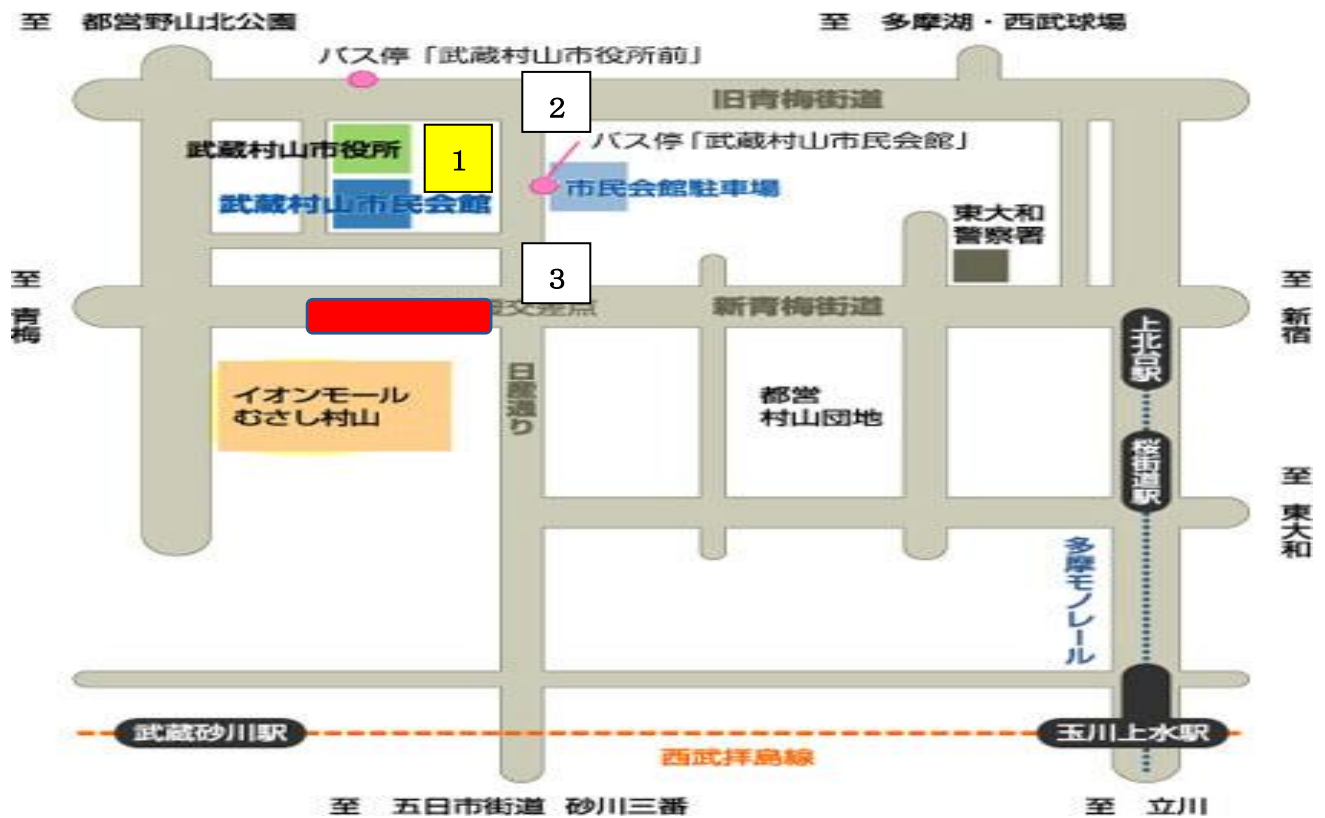 至 都営野山北公園
至 多摩湖・西武球場
バス停「武蔵村山市役所前」
2
旧青梅街道
武蔵村山市役所
1
バス停「武蔵村山市民会館」
武蔵村山市民会館
市民会館駐車場
東大和
警察署
至 青梅
3
交差点
新青梅街道
至 新宿
上北台駅
イオンモール
むさし村山
日産通り
都営
村山団地
桜街道駅
至 東大和
多摩モノレール
武蔵砂川駅
玉川上水駅
西武拝島線
至 五日市街道 砂川三番
至 立川